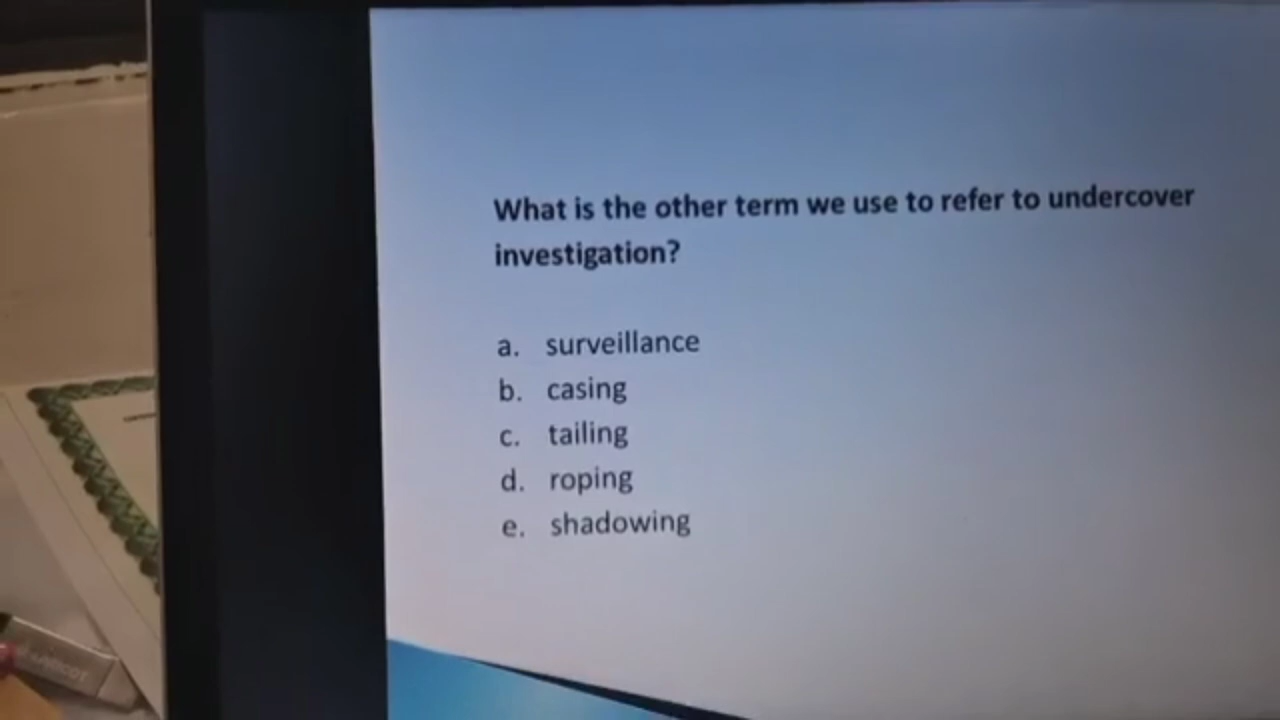 What is the other term we use to refer to undercover
investigation?
a. surveillance
b. casing
c. tailing
d. roping
e. shadowing